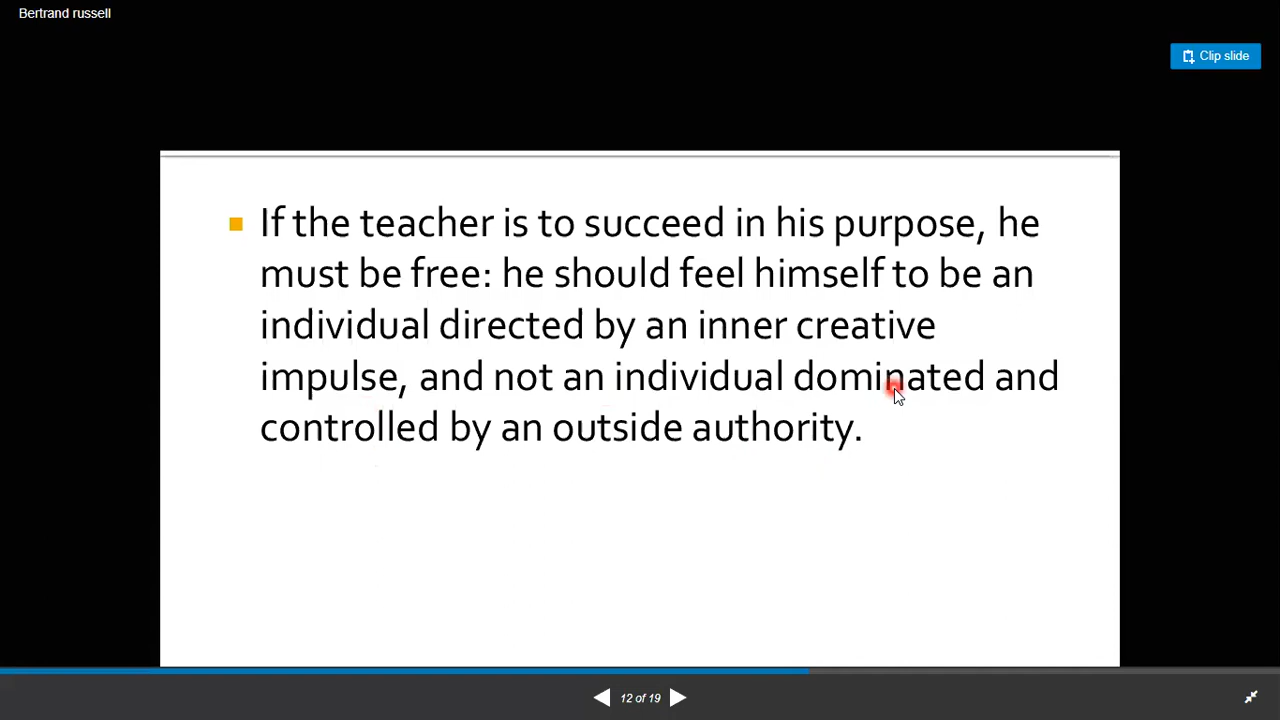 Bertrand russell
Clip slide
If the teacher is to succeed in his purpose, he
must be free: he should feel himself to be an
individual directed by an inner creative
impulse, and not an individual dominated and
controlled by an outside authority.
12 of 19